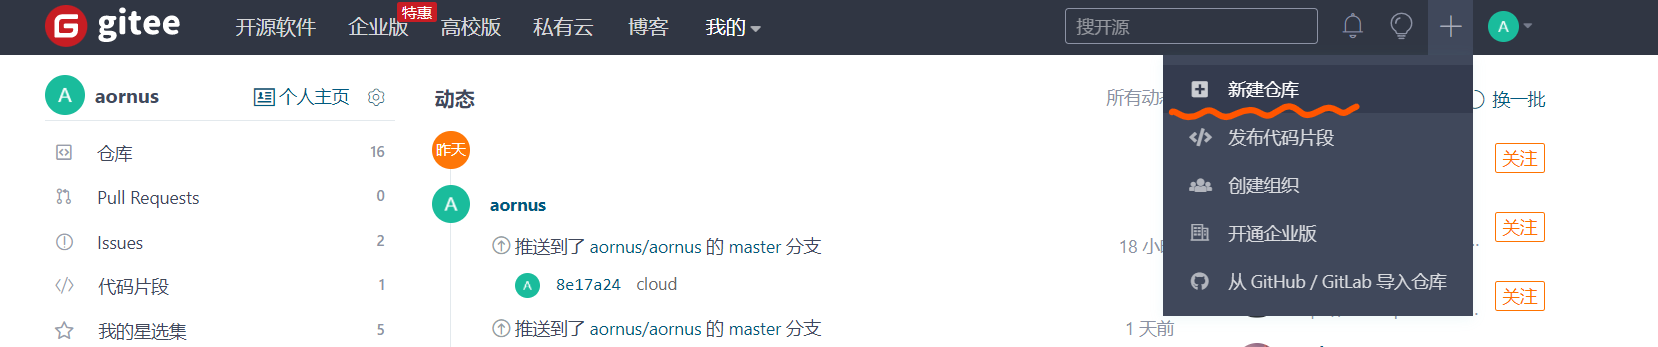 gitee 开源软件 企业版 特惠 高校版 私有云 博客 我的 搜开源 A
A aornus 个人主页
动态
所有动态
换一批
新建仓库
发布代码片段
创建组织
开通企业版
从 GitHub / GitLab 导入仓库
仓库 16
Pull Requests 0
Issues 2
代码片段 1
我的星选集 5
昨天
A aornus
推送到了 aornus/aornus 的 master 分支 18 小
A 8e17a24 cloud
推送到了 aornus/aornus 的 master 分支 1 天前
关注
关注
关注